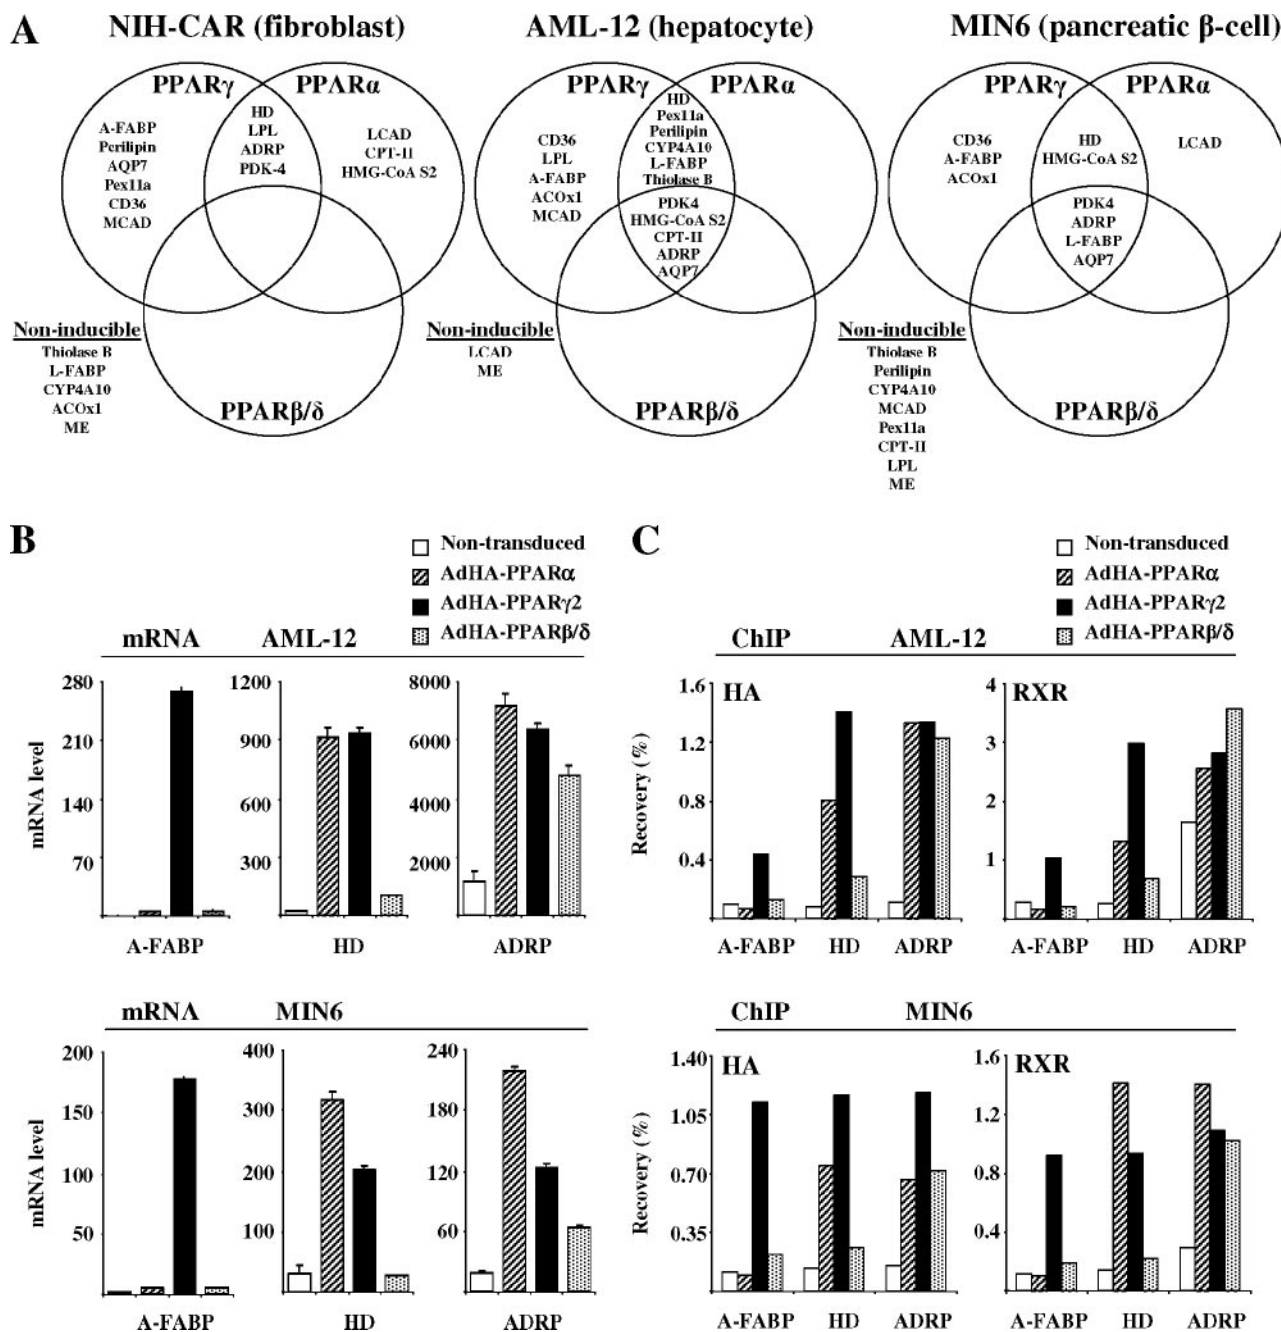 A
NIH-CAR (fibroblast)
PPARγ
PPARα
A-FABP
Perilipin
AQP7
Pex11a
CD36
MCAD
HD
LPL
ADRP
PDK-4
LCAD
CPT-II
HMG-CoA S2
PPARβ/δ
Non-inducible
Thiolase B
L-FABP
CYP4A10
ACOx1
ME
AML-12 (hepatocyte)
PPARγ
PPARα
CD36
LPL
A-FABP
ACOx1
MCAD
HD
Pex11a
Perilipin
CYP4A10
L-FABP
Thiolase B
PDK4
HMG-CoA S2
CPT-II
ADRP
AQP7
PPARβ/δ
Non-inducible
LCAD
ME
MIN6 (pancreatic β-cell)
PPARγ
PPARα
CD36
A-FABP
ACOx1
HD
HMG-CoA S2
LCAD
PDK4
ADRP
L-FABP
AQP7
PPARβ/δ
Non-inducible
Thiolase B
Perilipin
CYP4A10
MCAD
Pex11a
CPT-II
LPL
ME
B
Non-transduced
AdHA-PPARα
AdHA-PPARγ2
AdHA-PPARβ/δ
mRNA AML-12
mRNA level
280
210
140
70
A-FABP
1200
900
600
300
HD
8000
6000
4000
2000
ADRP
mRNA MIN6
mRNA level
200
150
100
50
A-FABP
400
300
200
100
HD
240
180
120
60
ADRP
C
Non-transduced
AdHA-PPARα
AdHA-PPARγ2
AdHA-PPARβ/δ
ChIP AML-12
Recovery (%)
HA
1.6
1.2
0.8
0.4
A-FABP HD ADRP
RXR
4
3
2
1
A-FABP HD ADRP
ChIP MIN6
Recovery (%)
HA
1.40
1.05
0.70
0.35
A-FABP HD ADRP
RXR
1.6
1.2
0.8
0.4
A-FABP HD ADRP